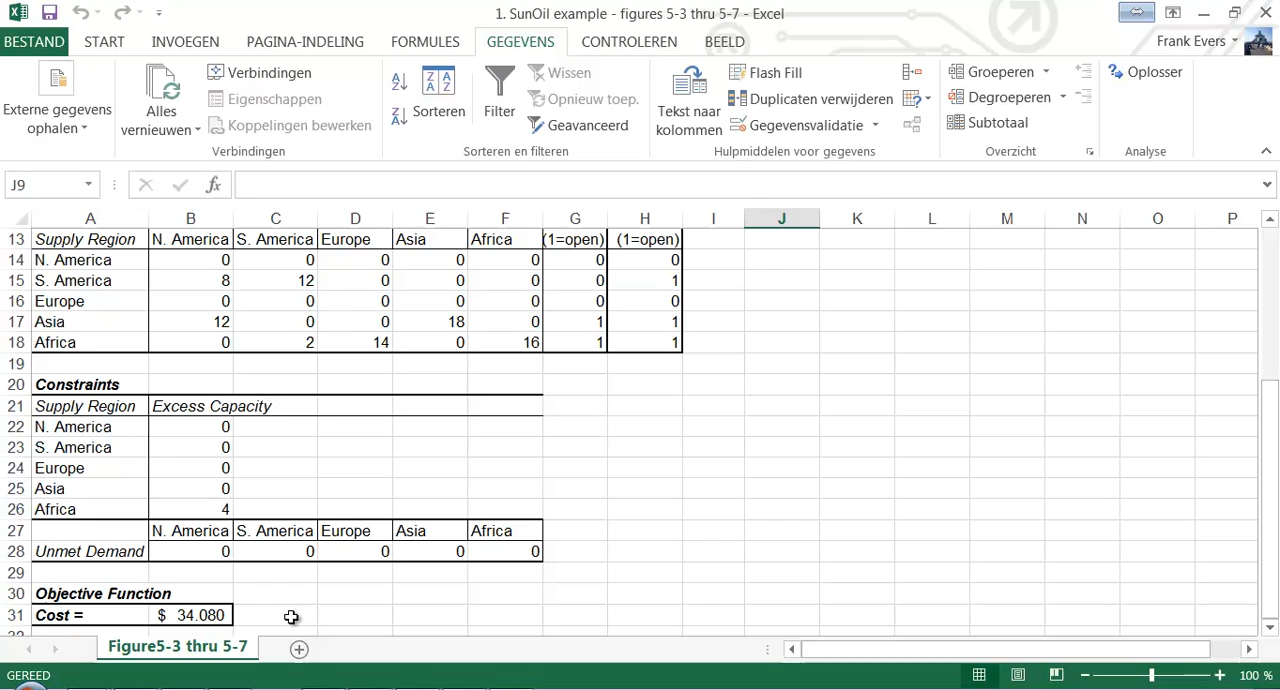 1. SunOil example - figures 5-3 thru 5-7 - Excel
BESTAND START INVOEGEN PAGINA-INDELING FORMULES GEGEVENS CONTROLEREN BEELD Frank Evers
Externe gegevens ophalen
Alles vernieuwen
Verbindingen
Eigenschappen
Koppelingen bewerken
Verbindingen
Sorteren
Filter
Wissen
Opnieuw toep.
Geavanceerd
Sorteren en filteren
Tekst naar kolommen
Flash Fill
Duplicaten verwijderen
Gegevensvalidatie
Hulpmiddelen voor gegevens
Groeperen
Degroeperen
Subtotaal
Overzicht
Oplosser
Analyse
J9 fx
A B C D E F G H I J K L M N O P
13 Supply Region N. America S. America Europe Asia Africa (1=open) (1=open)
14 N. America 0 0 0 0 0 0 0
15 S. America 8 12 0 0 0 0 1
16 Europe 0 0 0 0 0 0 0
17 Asia 12 0 0 18 0 1 1
18 Africa 0 2 14 0 16 1 1
19
20 Constraints
21 Supply Region Excess Capacity
22 N. America 0
23 S. America 0
24 Europe 0
25 Asia 0
26 Africa 4
27 N. America S. America Europe Asia Africa
28 Unmet Demand 0 0 0 0 0
29
30 Objective Function
31 Cost = $ 34.080
32
Figure5-3 thru 5-7
GEREED 100 %